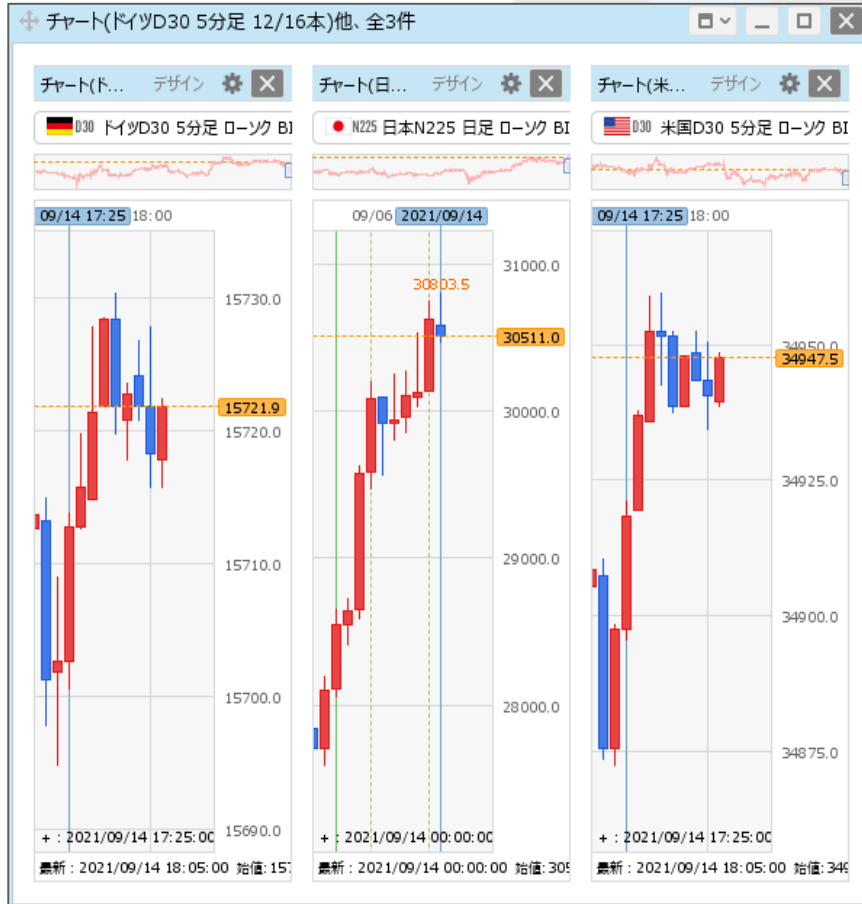 チャート(ドイツD30 5分足 12/16本)他、全3件
チャート(ド... デザイン
D30 ドイツD30 5分足 ローソク BI
09/14 17:25 18:00
15730.0
15721.9
15720.0
15710.0
15700.0
15690.0
+ : 2021/09/14 17:25:00
最新 : 2021/09/14 18:05:00 始値:157
チャート(日... デザイン
N225 日本N225 日足 ローソク BI
09/06 2021/09/14
31000.0
30803.5
30511.0
30000.0
29000.0
28000.0
+ : 2021/09/14 00:00:00
最新 : 2021/09/14 00:00:00 始値:305
チャート(米... デザイン
D30 米国D30 5分足 ローソク BI
09/14 17:25 18:00
34950.0
34947.5
34925.0
34900.0
34875.0
+ : 2021/09/14 17:25:00
最新 : 2021/09/14 18:05:00 始値:349